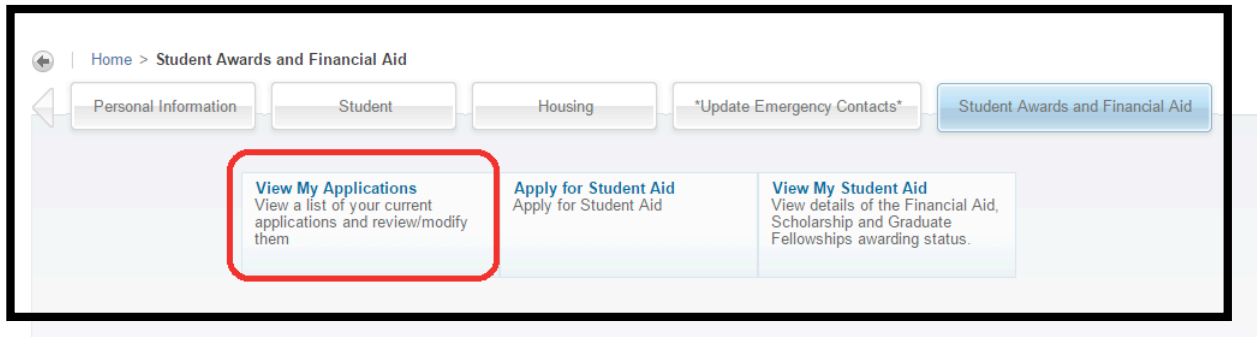 Home > Student Awards and Financial Aid
Personal Information
Student
Housing
*Update Emergency Contacts*
Student Awards and Financial Aid
View My Applications
View a list of your current
applications and review/modify
them
Apply for Student Aid
Apply for Student Aid
View My Student Aid
View details of the Financial Aid,
Scholarship and Graduate
Fellowships awarding status.